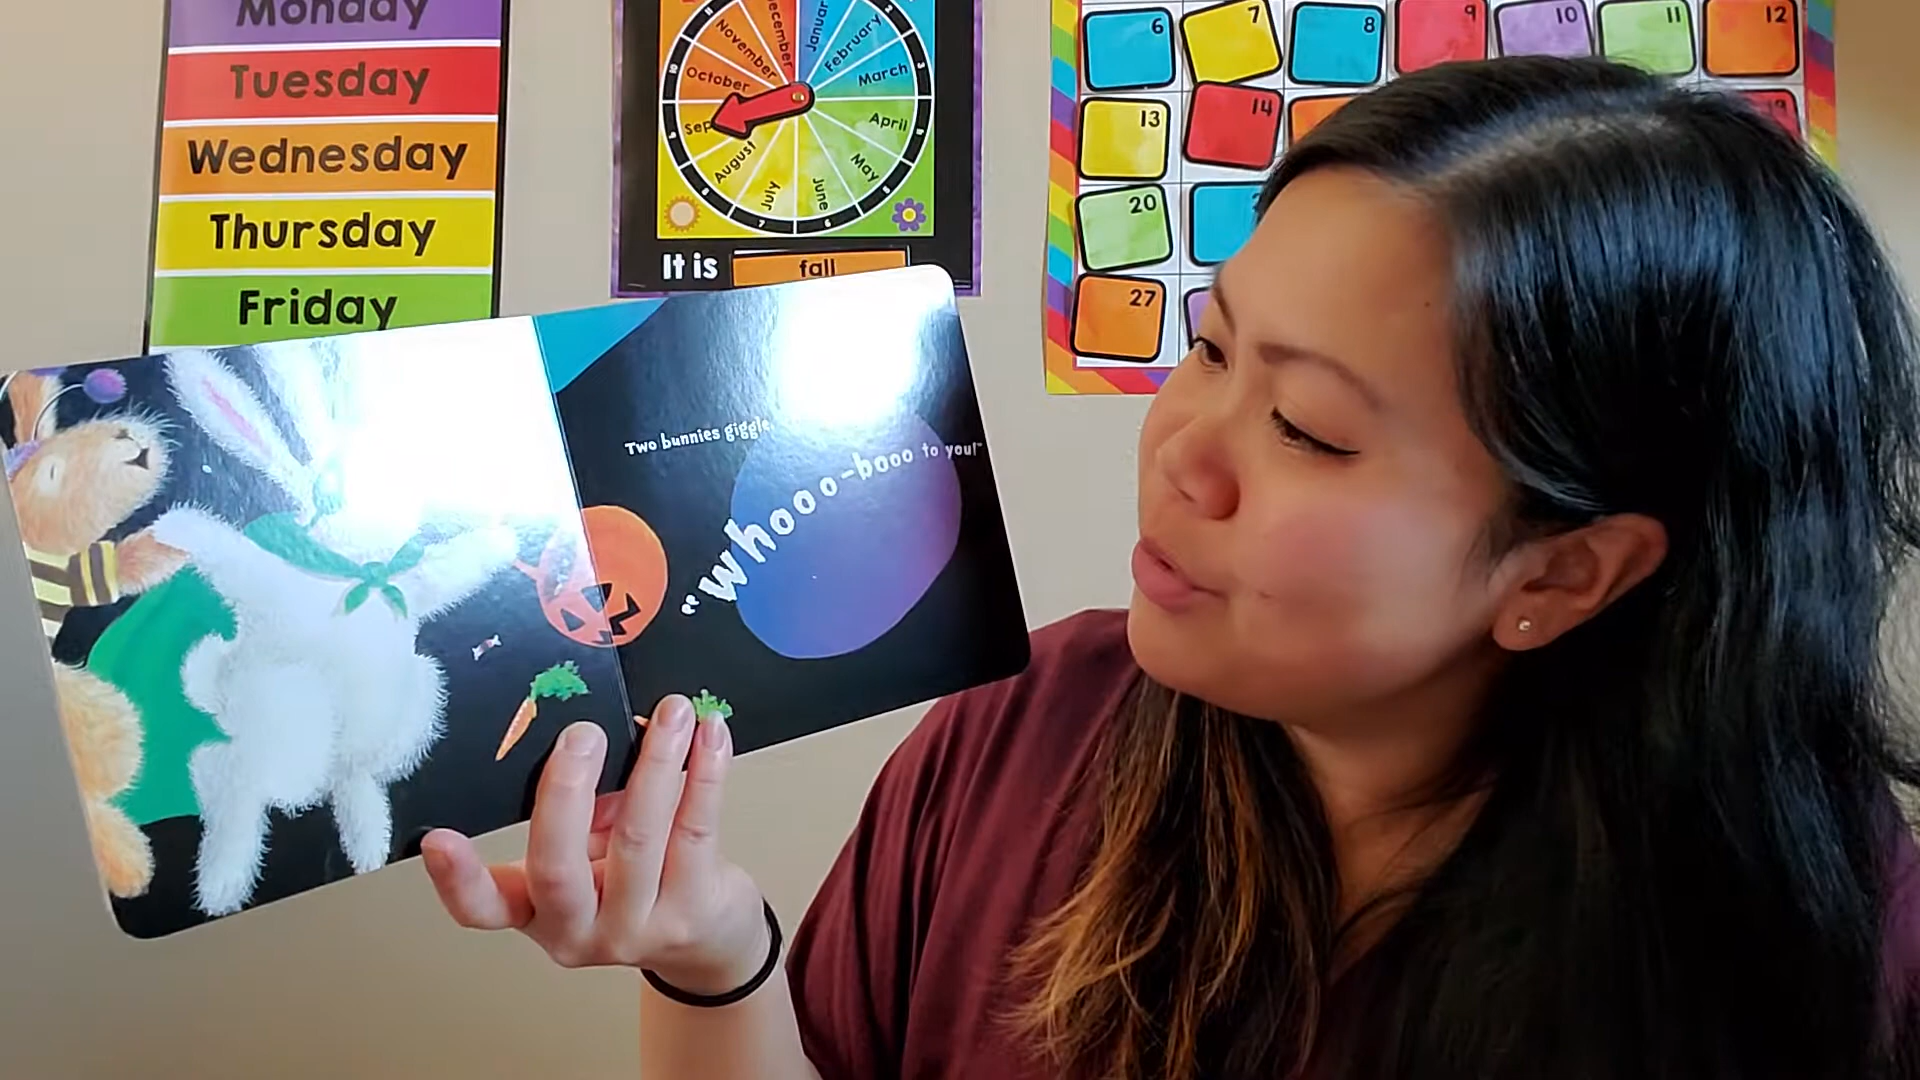 Monday
Tuesday
Wednesday
Thursday
Friday
January
February
March
April
May
June
July
August
Sep
October
November
December
It is fall
6 7 8 9 10 11 12
13 14
20
27
Two bunnies giggle,
"Whoooo-booo to you!"